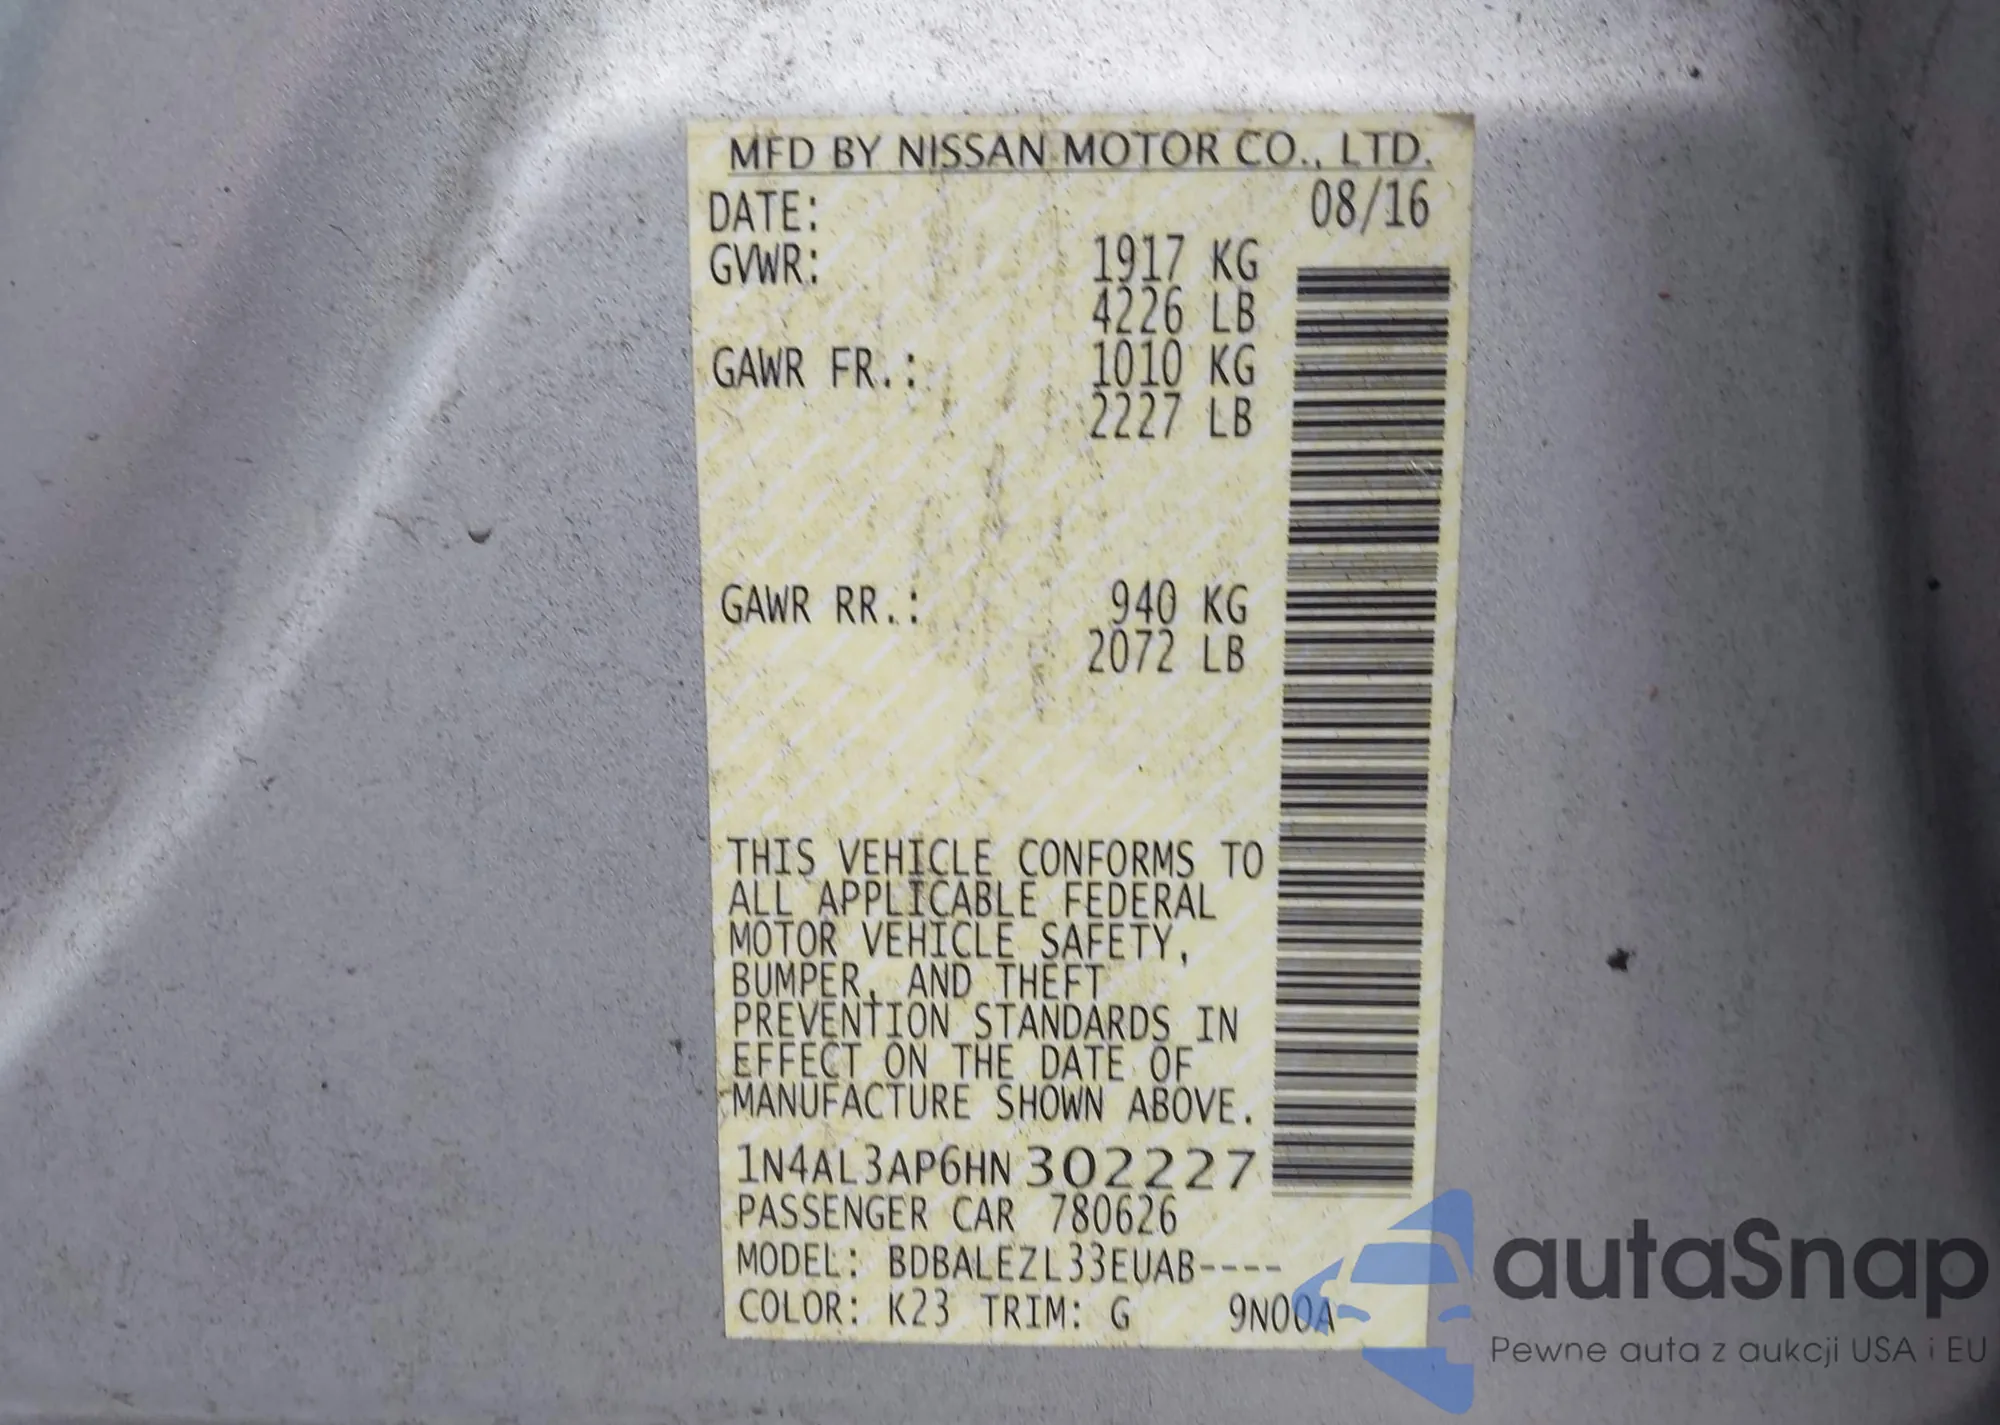 MFD BY NISSAN MOTOR CO., LTD.
DATE: 08/16
GVWR: 1917 KG
4226 LB
GAWR FR.: 1010 KG
2227 LB
GAWR RR.: 940 KG
2072 LB
THIS VEHICLE CONFORMS TO
ALL APPLICABLE FEDERAL
MOTOR VEHICLE SAFETY,
BUMPER, AND THEFT
PREVENTION STANDARDS IN
EFFECT ON THE DATE OF
MANUFACTURE SHOWN ABOVE.
1N4AL3AP6HN302227
PASSENGER CAR 780626
MODEL: BDBALEZL33EUAB----
COLOR: K23 TRIM: G 9N00A
autaSnap
Pewne auta z aukcji USA i EU